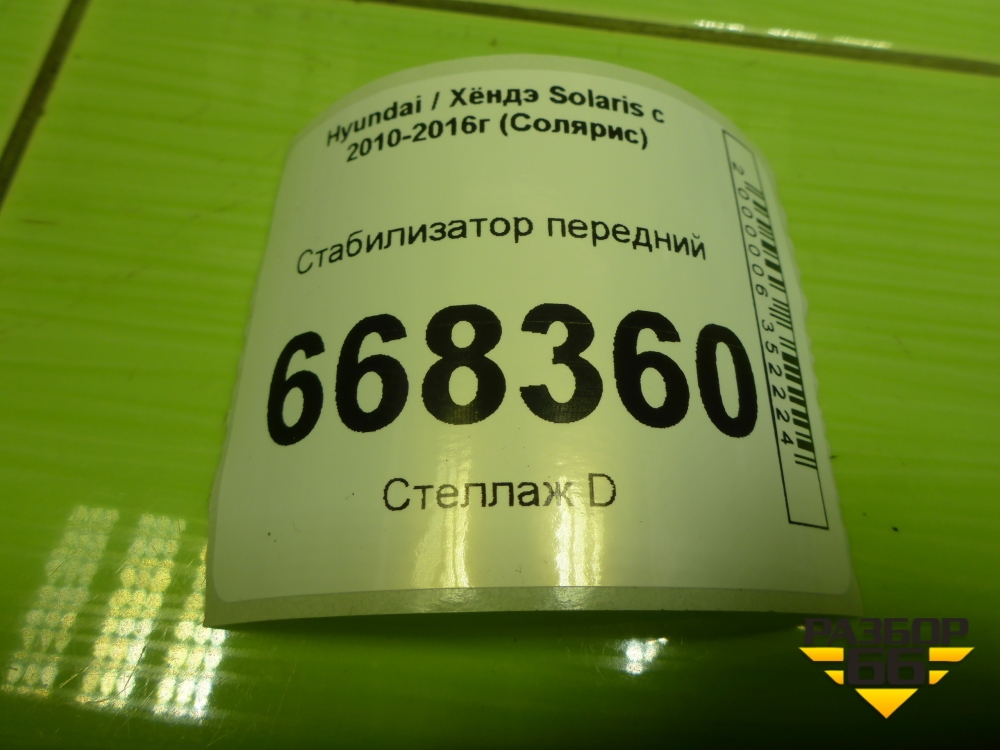 Hyundai / Хёндэ Solaris с
2010-2016г (Солярис)
Стабилизатор передний
668360
Стеллаж D
2000006352224
РАЗБОР
66